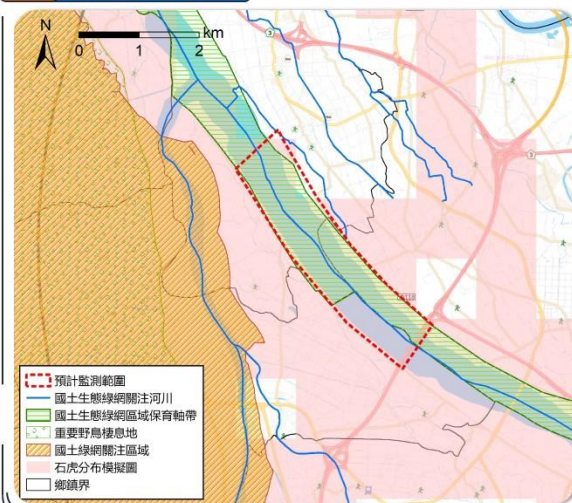 N
km
0 1 2
3
3
預計監測範圍
國土生態綠網關注河川
國土生態綠網區域保育軸帶
重要野鳥棲息地
國土綠網關注區域
石虎分布模擬圖
鄉鎮界